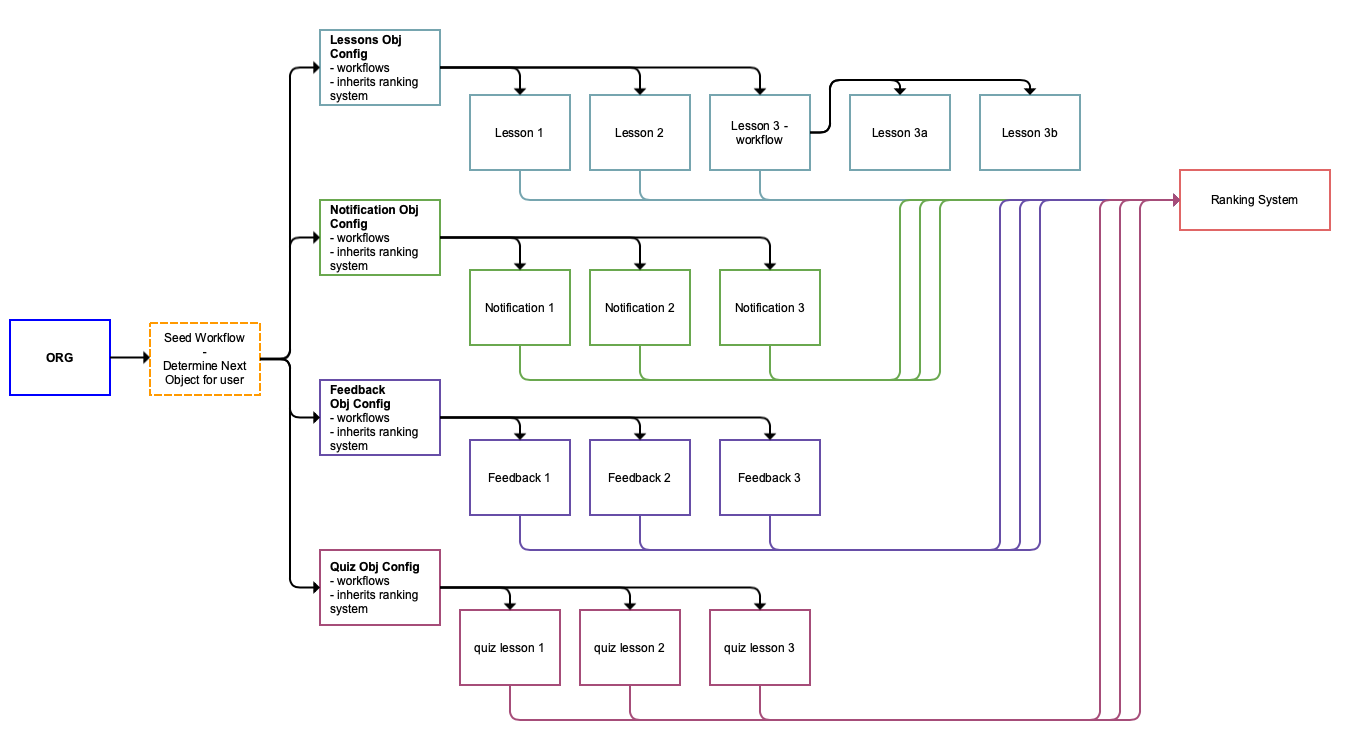 Lessons Obj
Config
- workflows
- inherits ranking
system
Lesson 1
Lesson 2
Lesson 3 -
workflow
Lesson 3a
Lesson 3b
Ranking System
Notification Obj
Config
- workflows
- inherits ranking
system
Notification 1
Notification 2
Notification 3
ORG
Seed Workflow
-
Determine Next
Object for user
Feedback
Obj Config
- workflows
- inherits ranking
system
Feedback 1
Feedback 2
Feedback 3
Quiz Obj Config
- workflows
- inherits ranking
system
quiz lesson 1
quiz lesson 2
quiz lesson 3